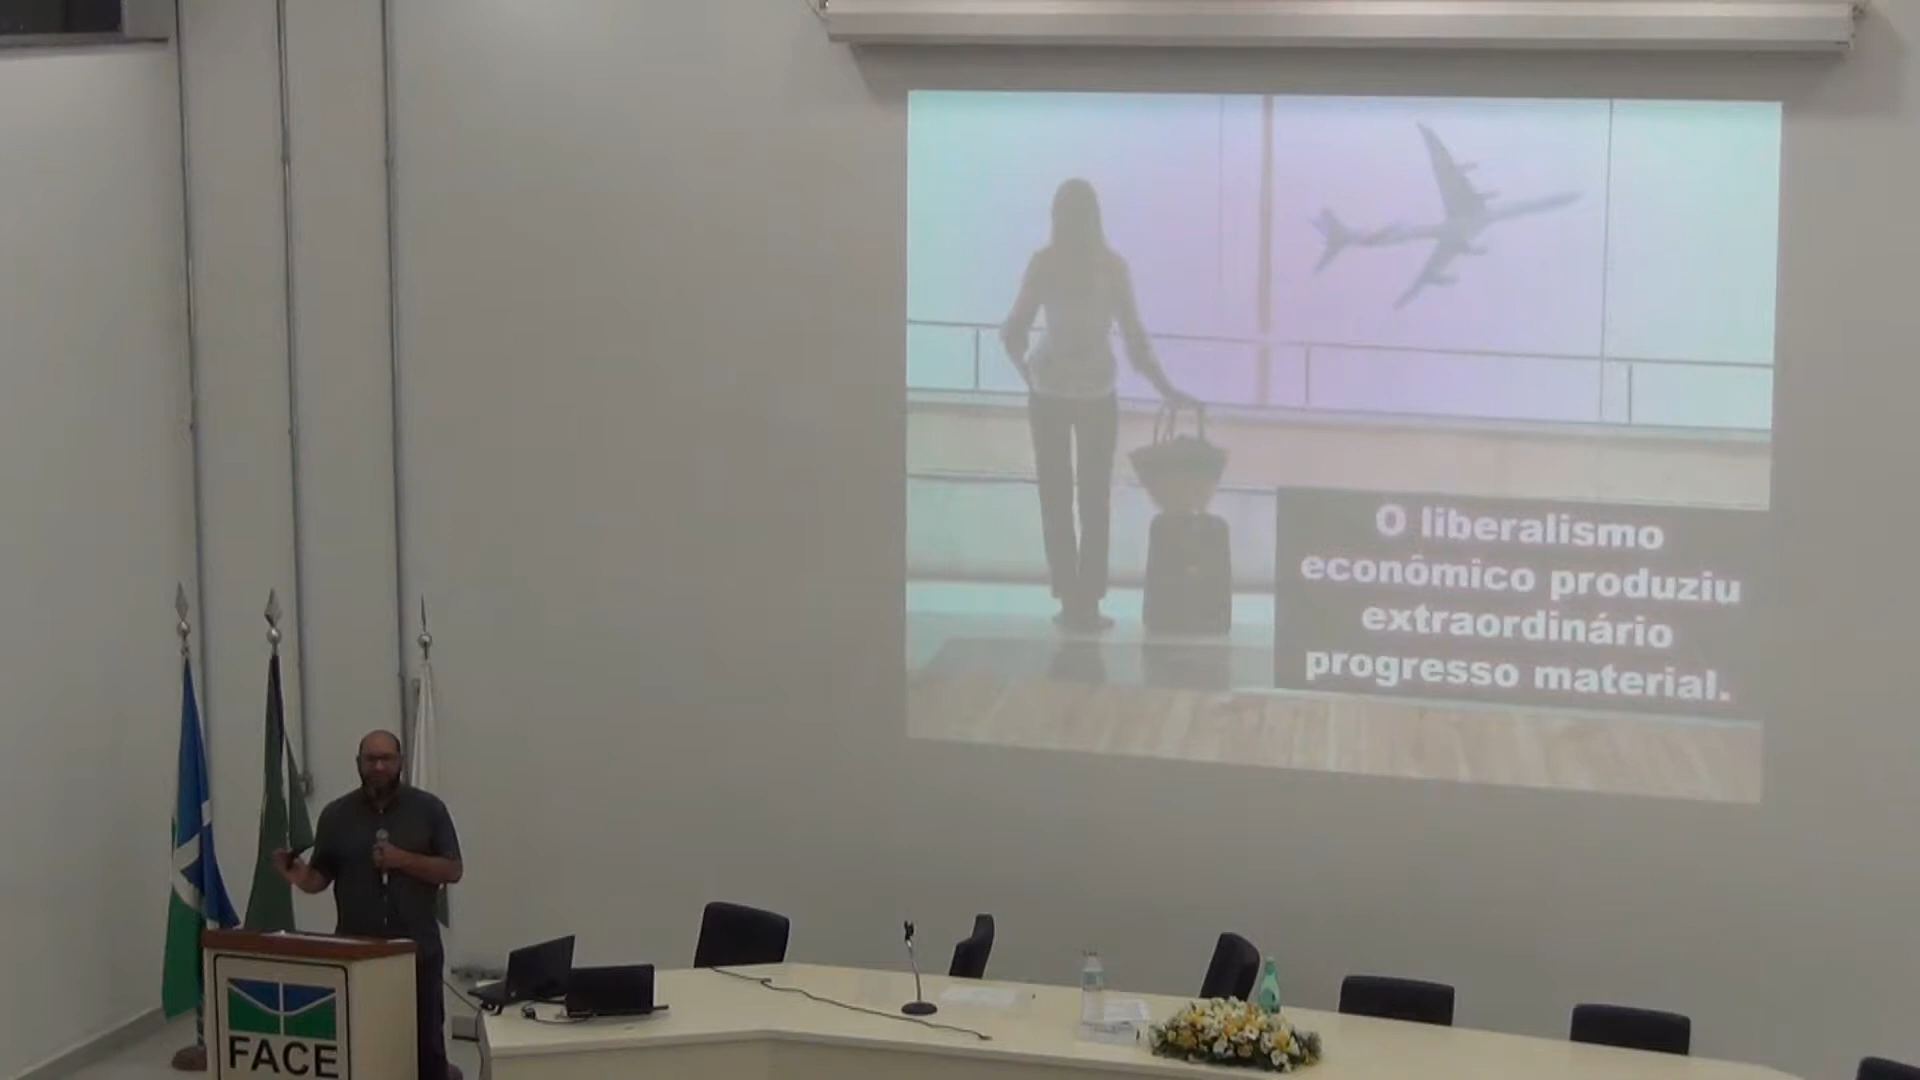 O liberalismo
econômico produziu
extraordinário
progresso material.
FACE